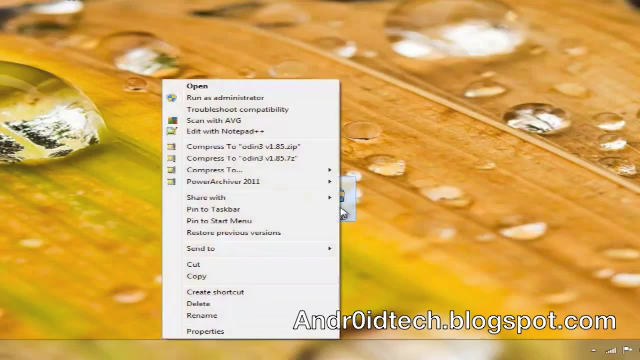 Open
Run as administrator
Troubleshoot compatibility
Scan with AVG
Edit with Notepad++
Compress To "odin3 v1.85.zip"
Compress To "odin3 v1.85.7z"
Compress To...
PowerArchiver 2011
Share with
Pin to Taskbar
Pin to Start Menu
Restore previous versions
Send to
Cut
Copy
Create shortcut
Delete
Rename
Properties
Andr0idtech.blogspot.com